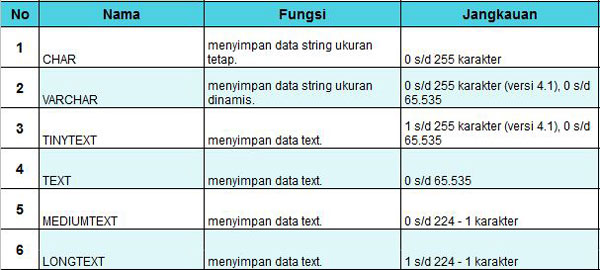 No Nama Fungsi Jangkauan
1 CHAR menyimpan data string ukuran tetap. 0 s/d 255 karakter
2 VARCHAR menyimpan data string ukuran dinamis. 0 s/d 255 karakter (versi 4.1), 0 s/d 65.535
3 TINYTEXT menyimpan data text. 1 s/d 255 karakter (versi 4.1), 0 s/d 65.535
4 TEXT menyimpan data text. 0 s/d 65.535
5 MEDIUMTEXT menyimpan data text. 0 s/d 224 - 1 karakter
6 LONGTEXT menyimpan data text. 1 s/d 224 - 1 karakter